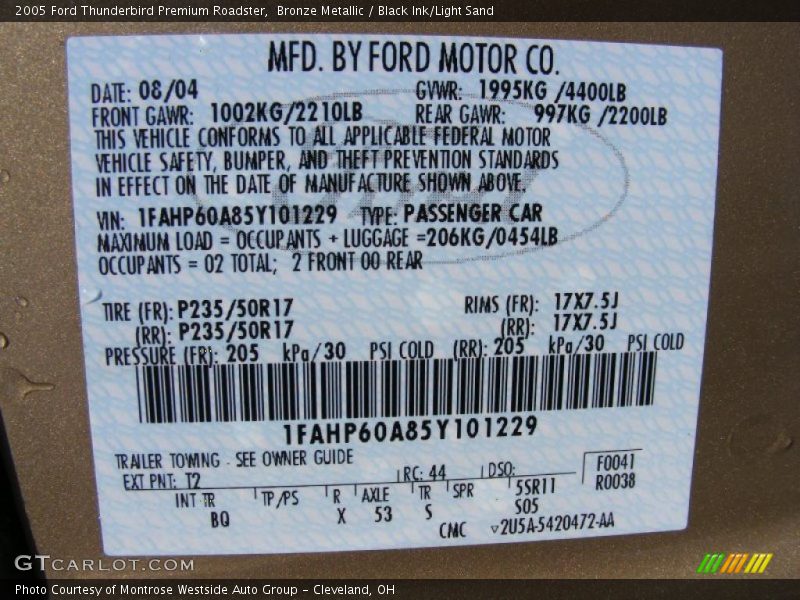 2005 Ford Thunderbird Premium Roadster, Bronze Metallic / Black Ink/Light Sand
MFD. BY FORD MOTOR CO.
DATE: 08/04 GVWR: 1995KG /4400LB
FRONT GAWR: 1002KG/2210LB REAR GAWR: 997KG /2200LB
THIS VEHICLE CONFORMS TO ALL APPLICABLE FEDERAL MOTOR
VEHICLE SAFETY, BUMPER, AND THEFT PREVENTION STANDARDS
IN EFFECT ON THE DATE OF MANUFACTURE SHOWN ABOVE.
VIN: 1FAHP60A85Y101229 TYPE: PASSENGER CAR
MAXIMUM LOAD = OCCUPANTS + LUGGAGE =206KG/0454LB
OCCUPANTS = 02 TOTAL; 2 FRONT 00 REAR
TIRE (FR): P235/50R17 RIMS (FR): 17X7.5J
(RR): P235/50R17 (RR): 17X7.5J
PRESSURE (FR): 205 kPa/30 PSI COLD (RR): 205 kPa/30 PSI COLD
1FAHP60A85Y101229
TRAILER TOWING - SEE OWNER GUIDE
EXT PNT: T2 RC: 44 DSO: F0041
R0038
INT TR TP/PS R AXLE TR SPR 5SR11
BQ X 53 S S05
CMC ▿2U5A-5420472-AA
GTCARLOT.COM
Photo Courtesy of Montrose Westside Auto Group - Cleveland, OH